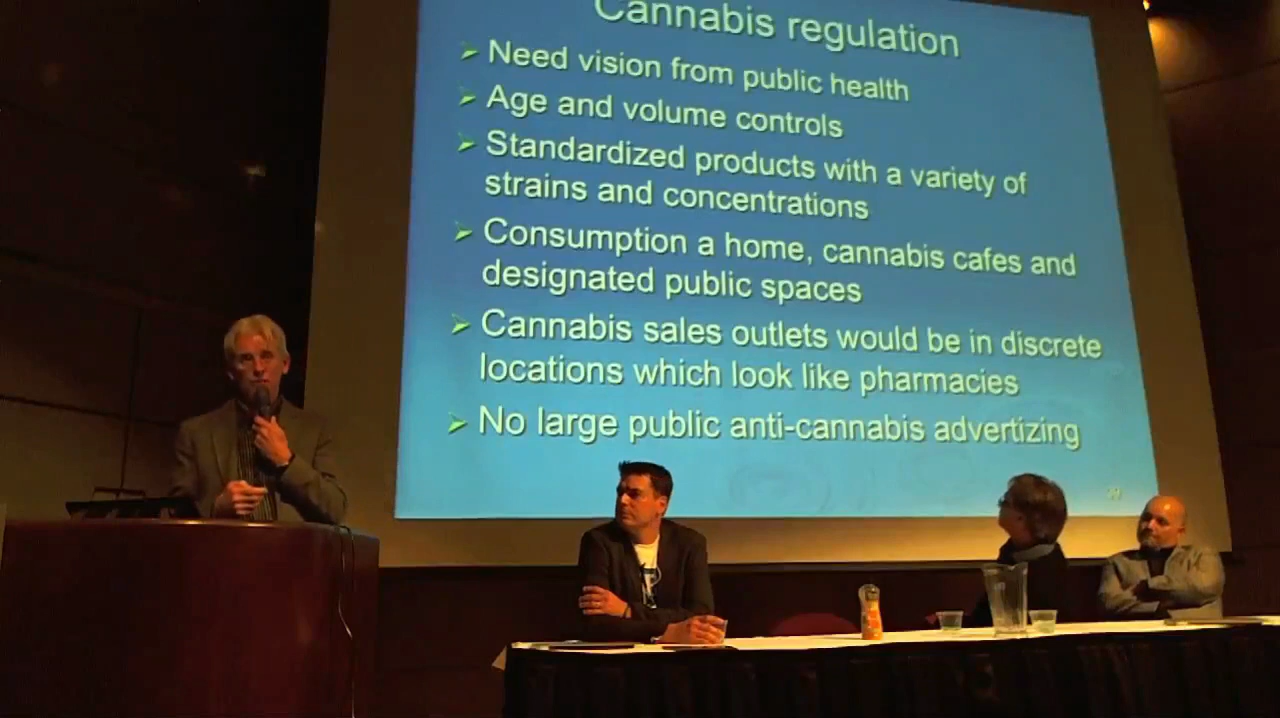 Cannabis regulation
Need vision from public health
Age and volume controls
Standardized products with a variety of
strains and concentrations
Consumption a home, cannabis cafes and
designated public spaces
Cannabis sales outlets would be in discrete
locations which look like pharmacies
No large public anti-cannabis advertizing